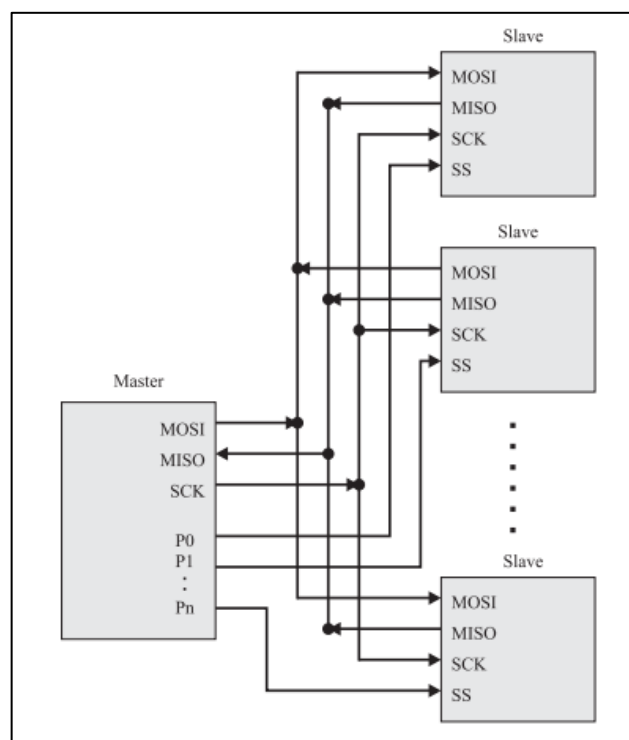 Slave
MOSI
MISO
SCK
SS
Slave
MOSI
MISO
SCK
SS
Master
MOSI
MISO
SCK
P0
P1
Pn
Slave
MOSI
MISO
SCK
SS